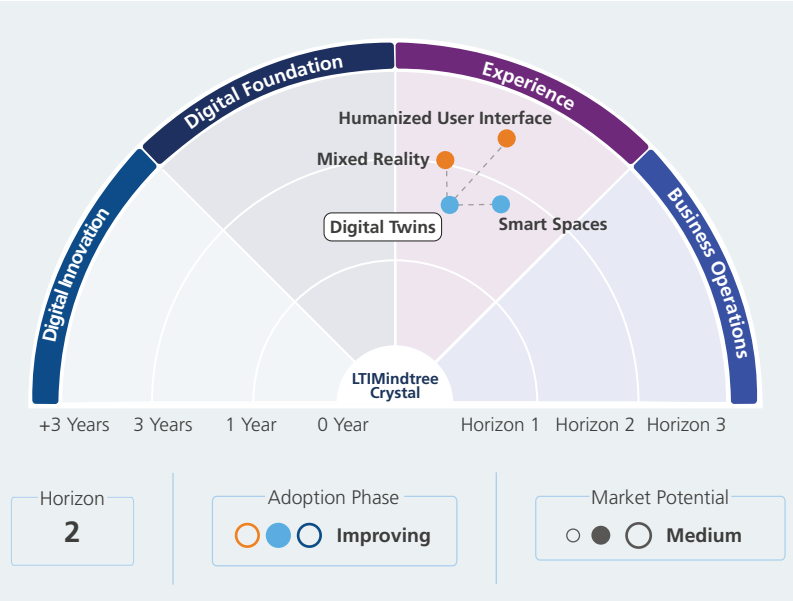 Digital Foundation
Experience
Humanized User Interface
Mixed Reality
Digital Twins
Smart Spaces
Digital Innovation
Business Operations
LTIMindtree
Crystal
+3 Years
3 Years
1 Year
0 Year
Horizon 1
Horizon 2
Horizon 3
Horizon
2
Adoption Phase
Improving
Market Potential
Medium